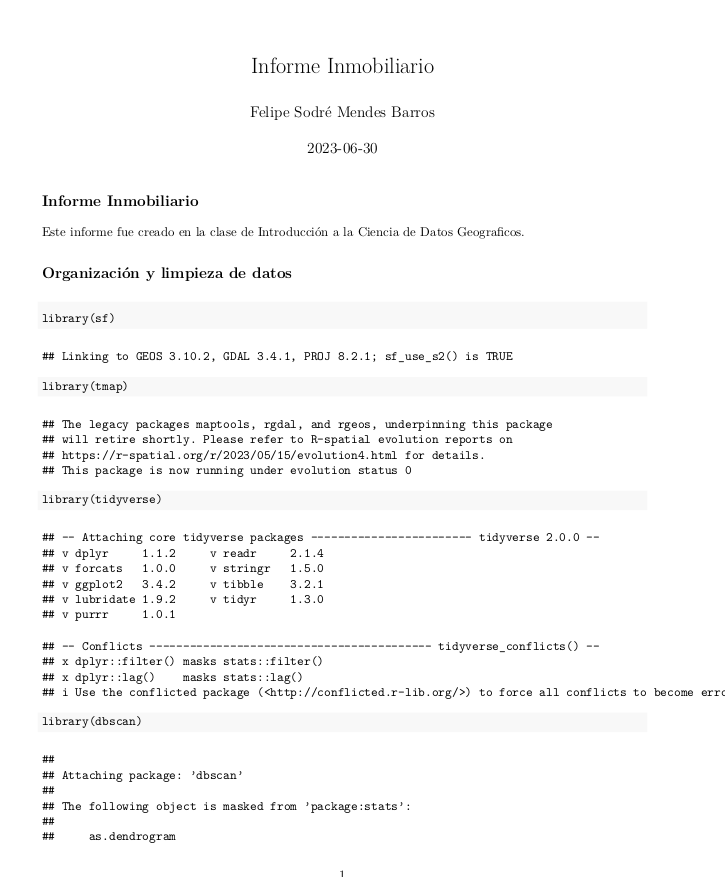 Informe Inmobiliario
Felipe Sodré Mendes Barros
2023-06-30
Informe Inmobiliario
Este informe fue creado en la clase de Introducción a la Ciencia de Datos Geograficos.
Organización y limpieza de datos
library(sf)
## Linking to GEOS 3.10.2, GDAL 3.4.1, PROJ 8.2.1; sf_use_s2() is TRUE
library(tmap)
## The legacy packages maptools, rgdal, and rgeos, underpinning this package
## will retire shortly. Please refer to R-spatial evolution reports on
## https://r-spatial.org/r/2023/05/15/evolution4.html for details.
## This package is now running under evolution status 0
library(tidyverse)
## -- Attaching core tidyverse packages ------------------------ tidyverse 2.0.0 --
## v dplyr     1.1.2     v readr     2.1.4
## v forcats   1.0.0     v stringr   1.5.0
## v ggplot2   3.4.2     v tibble    3.2.1
## v lubridate 1.9.2     v tidyr     1.3.0
## v purrr     1.0.1
## -- Conflicts ------------------------------------------ tidyverse_conflicts() --
## x dplyr::filter() masks stats::filter()
## x dplyr::lag()    masks stats::lag()
## i Use the conflicted package (<http://conflicted.r-lib.org/>) to force all conflicts to become erro
library(dbscan)
##
## Attaching package: 'dbscan'
##
## The following object is masked from 'package:stats':
##
##     as.dendrogram
1